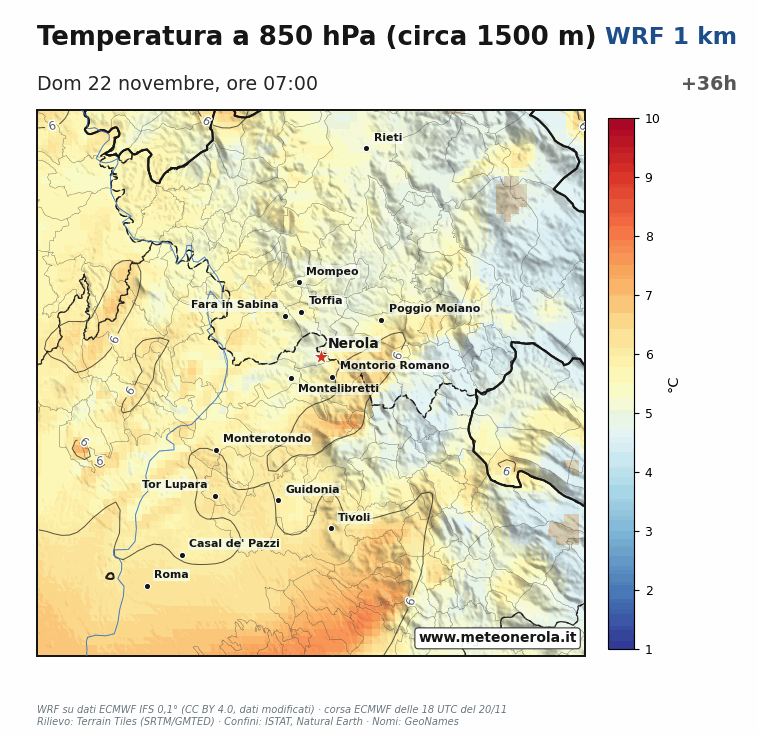 Temperatura a 850 hPa (circa 1500 m) WRF 1 km
Dom 22 novembre, ore 07:00 +36h
6
6
6
Rieti
Mompeo
Fara in Sabina
Toffia
Poggio Moiano
6
Nerola
6
Montorio Romano
6
Montelibretti
Monterotondo
6
6
6
Tor Lupara
Guidonia
Tivoli
Casal de' Pazzi
Roma
6
www.meteonerola.it
10
9
8
7
6
5
4
3
2
1
°C
WRF su dati ECMWF IFS 0,1° (CC BY 4.0, dati modificati) · corsa ECMWF delle 18 UTC del 20/11
Rilievo: Terrain Tiles (SRTM/GMTED) · Confini: ISTAT, Natural Earth · Nomi: GeoNames